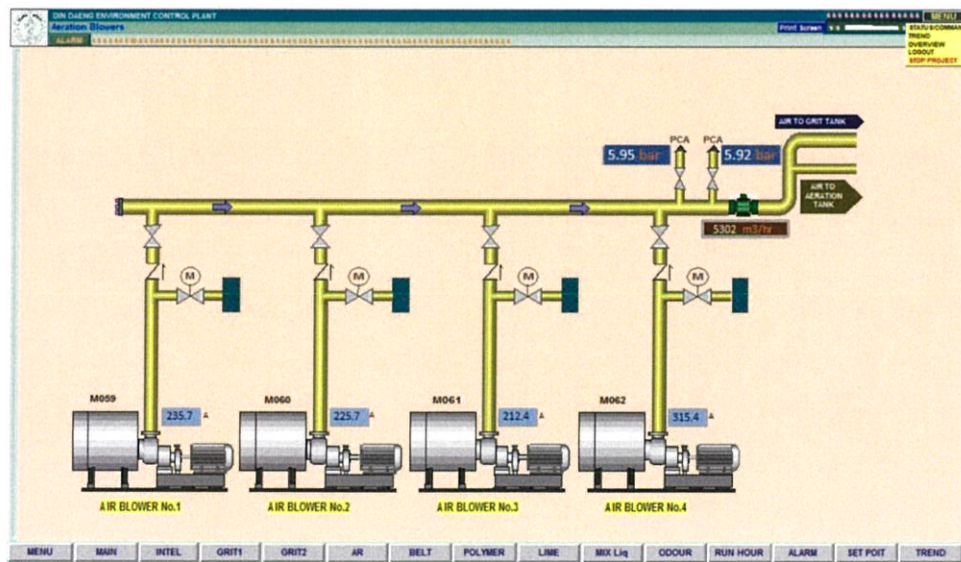 DIN DAENG ENVIRONMENT CONTROL PLANT
Aeration Blowers
ALARM
Print Screen
MENU
STATUS/COMMAN
TREND
OVERVIEW
LOGOUT
STOP PROJECT
AIR TO GRIT TANK
PCA PCA
5.95 bar 5.92 bar
AIR TO
AERATION
TANK
5302 m3/hr
M M M M
M059 M060 M061 M062
235.7 A 225.7 A 212.4 A 315.4 A
AIR BLOWER No.1 AIR BLOWER No.2 AIR BLOWER No.3 AIR BLOWER No.4
MENU MAIN INTEL GRIT1 GRIT2 AR BELT POLYMER LIME MIX Liq ODOUR RUN HOUR ALARM SET POIT TREND